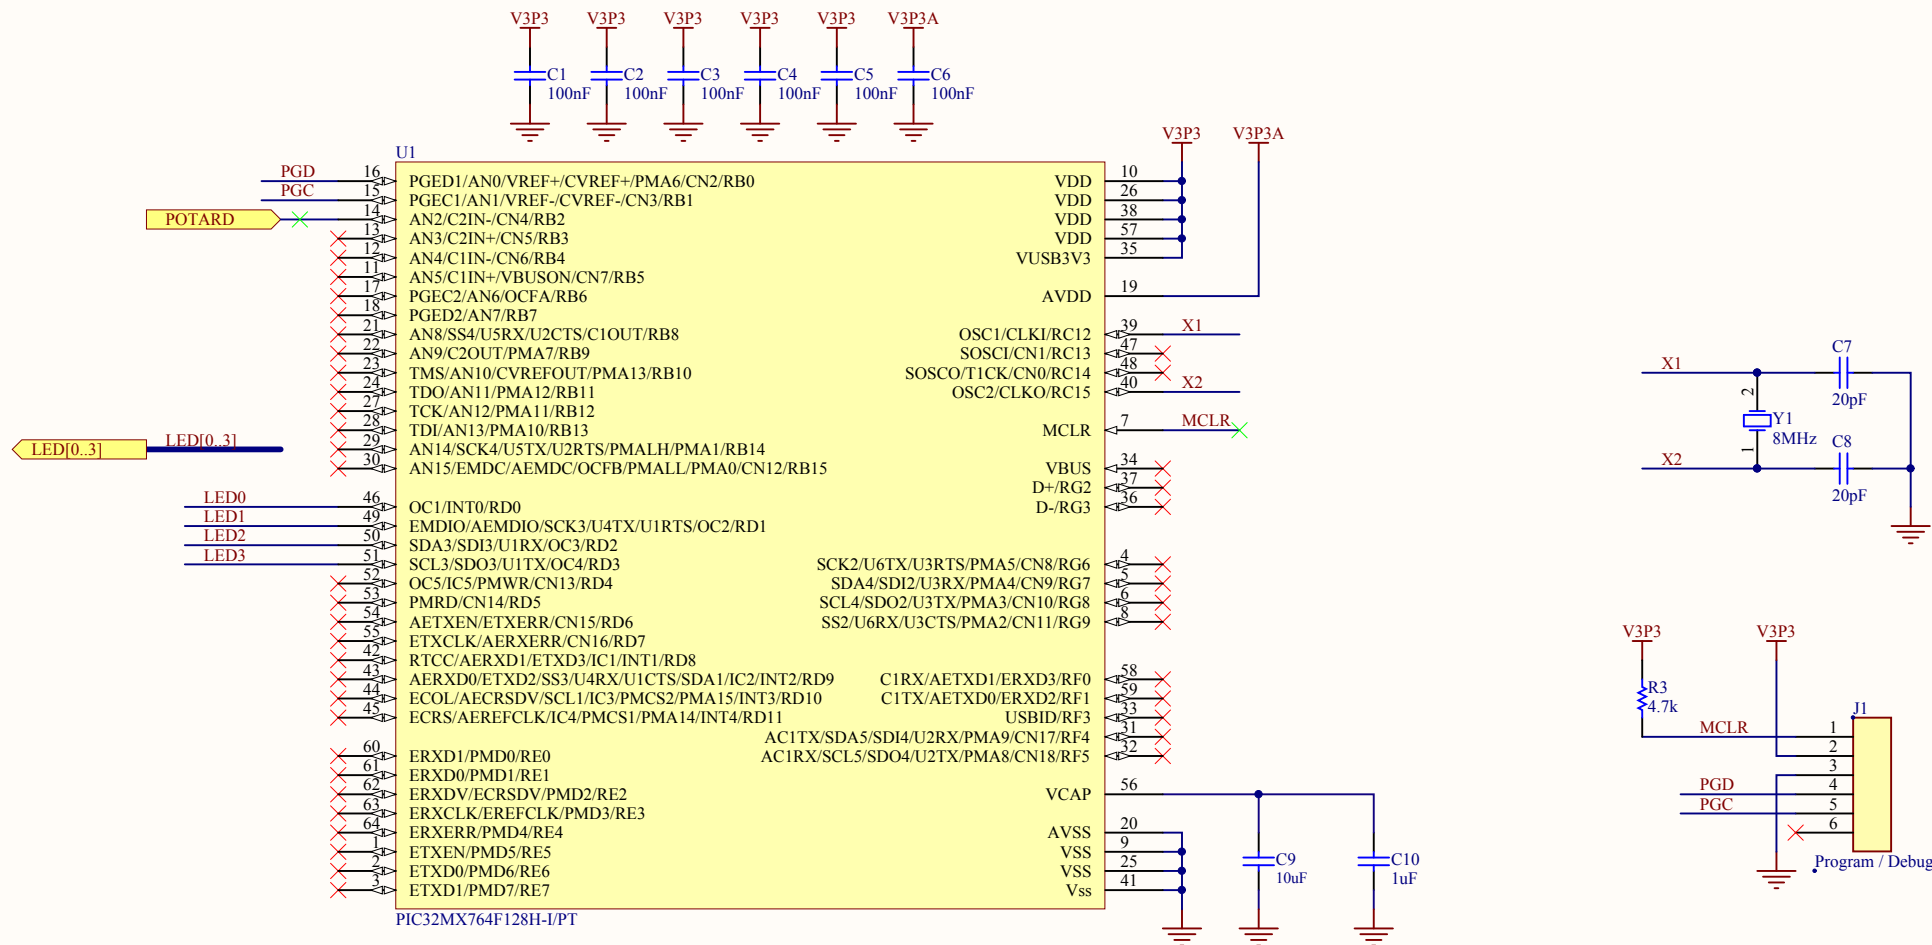 V3P3 V3P3 V3P3 V3P3 V3P3 V3P3A
C1 C2 C3 C4 C5 C6
100nF 100nF 100nF 100nF 100nF 100nF
V3P3 V3P3A
U1
PGD 16 PGED1/AN0/VREF+/CVREF+/PMA6/CN2/RB0 VDD 10
PGC 15 PGEC1/AN1/VREF-/CVREF-/CN3/RB1 VDD 26
POTARD 14 AN2/C2IN-/CN4/RB2 VDD 38
13 AN3/C2IN+/CN5/RB3 VDD 57
12 AN4/C1IN-/CN6/RB4 VUSB3V3 35
11 AN5/C1IN+/VBUSON/CN7/RB5
17 PGEC2/AN6/OCFA/RB6 AVDD 19
18 PGED2/AN7/RB7
21 AN8/SS4/U5RX/U2CTS/C1OUT/RB8 OSC1/CLKI/RC12 39 X1
22 AN9/C2OUT/PMA7/RB9 SOSCI/CN1/RC13 47
23 TMS/AN10/CVREFOUT/PMA13/RB10 SOSCO/T1CK/CN0/RC14 48
24 TDO/AN11/PMA12/RB11 OSC2/CLKO/RC15 40 X2
27 TCK/AN12/PMA11/RB12
28 TDI/AN13/PMA10/RB13 MCLR 7 MCLR
29 AN14/SCK4/U5TX/U2RTS/PMALH/PMA1/RB14
LED[0..3] LED[0..3]
30 AN15/EMDC/AEMDC/OCFB/PMALL/PMA0/CN12/RB15 VBUS 34
D+/RG2 37
LED0 46 OC1/INT0/RD0 D-/RG3 36
LED1 49 EMDIO/AEMDIO/SCK3/U4TX/U1RTS/OC2/RD1
LED2 50 SDA3/SDI3/U1RX/OC3/RD2
LED3 51 SCL3/SDO3/U1TX/OC4/RD3 SCK2/U6TX/U3RTS/PMA5/CN8/RG6 4
52 OC5/IC5/PMWR/CN13/RD4 SDA4/SDI2/U3RX/PMA4/CN9/RG7 5
53 PMRD/CN14/RD5 SCL4/SDO2/U3TX/PMA3/CN10/RG8 6
54 AETXEN/ETXERR/CN15/RD6 SS2/U6RX/U3CTS/PMA2/CN11/RG9 8
55 ETXCLK/AERXERR/CN16/RD7
42 RTCC/AERXD1/ETXD3/IC1/INT1/RD8
43 AERXD0/ETXD2/SS3/U4RX/U1CTS/SDA1/IC2/INT2/RD9 C1RX/AETXD1/ERXD3/RF0 58
44 ECOL/AECRSDV/SCL1/IC3/PMCS2/PMA15/INT3/RD10 C1TX/AETXD0/ERXD2/RF1 59
45 ECRS/AEREFCLK/IC4/PMCS1/PMA14/INT4/RD11 USBID/RF3 33
AC1TX/SDA5/SDI4/U2RX/PMA9/CN17/RF4 31
60 ERXD1/PMD0/RE0 AC1RX/SCL5/SDO4/U2TX/PMA8/CN18/RF5 32
61 ERXD0/PMD1/RE1
62 ERXDV/ECRSDV/PMD2/RE2 VCAP 56
63 ERXCLK/EREFCLK/PMD3/RE3
64 ERXERR/PMD4/RE4 AVSS 20
1 ETXEN/PMD5/RE5 VSS 9
2 ETXD0/PMD6/RE6 VSS 25
3 ETXD1/PMD7/RE7 Vss 41
PIC32MX764F128H-I/PT
C9 C10
10uF 1uF
C7
X1
20pF
2
Y1
8MHz
1
C8
X2
20pF
V3P3 V3P3
R3
4.7k
J1
MCLR 1
2
3
PGD 4
PGC 5
6
Program / Debug